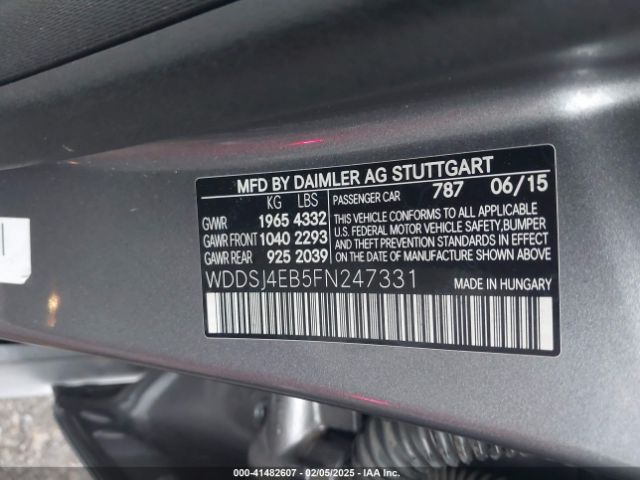 MFD BY DAIMLER AG STUTTGART
KG LBS PASSENGER CAR 787 06/15
GVWR 1965 4332
GAWR FRONT 1040 2293
GAWR REAR 925 2039
THIS VEHICLE CONFORMS TO ALL APPLICABLE
U.S. FEDERAL MOTOR VEHICLE SAFETY,BUMPER
AND THEFT PREVENTION STANDARDS IN EFFECT
ON THE DATE OF MANUFACTURE SHOWN ABOVE.
WDDSJ4EB5FN247331 MADE IN HUNGARY
000-41482607 - 02/05/2025 - IAA Inc.